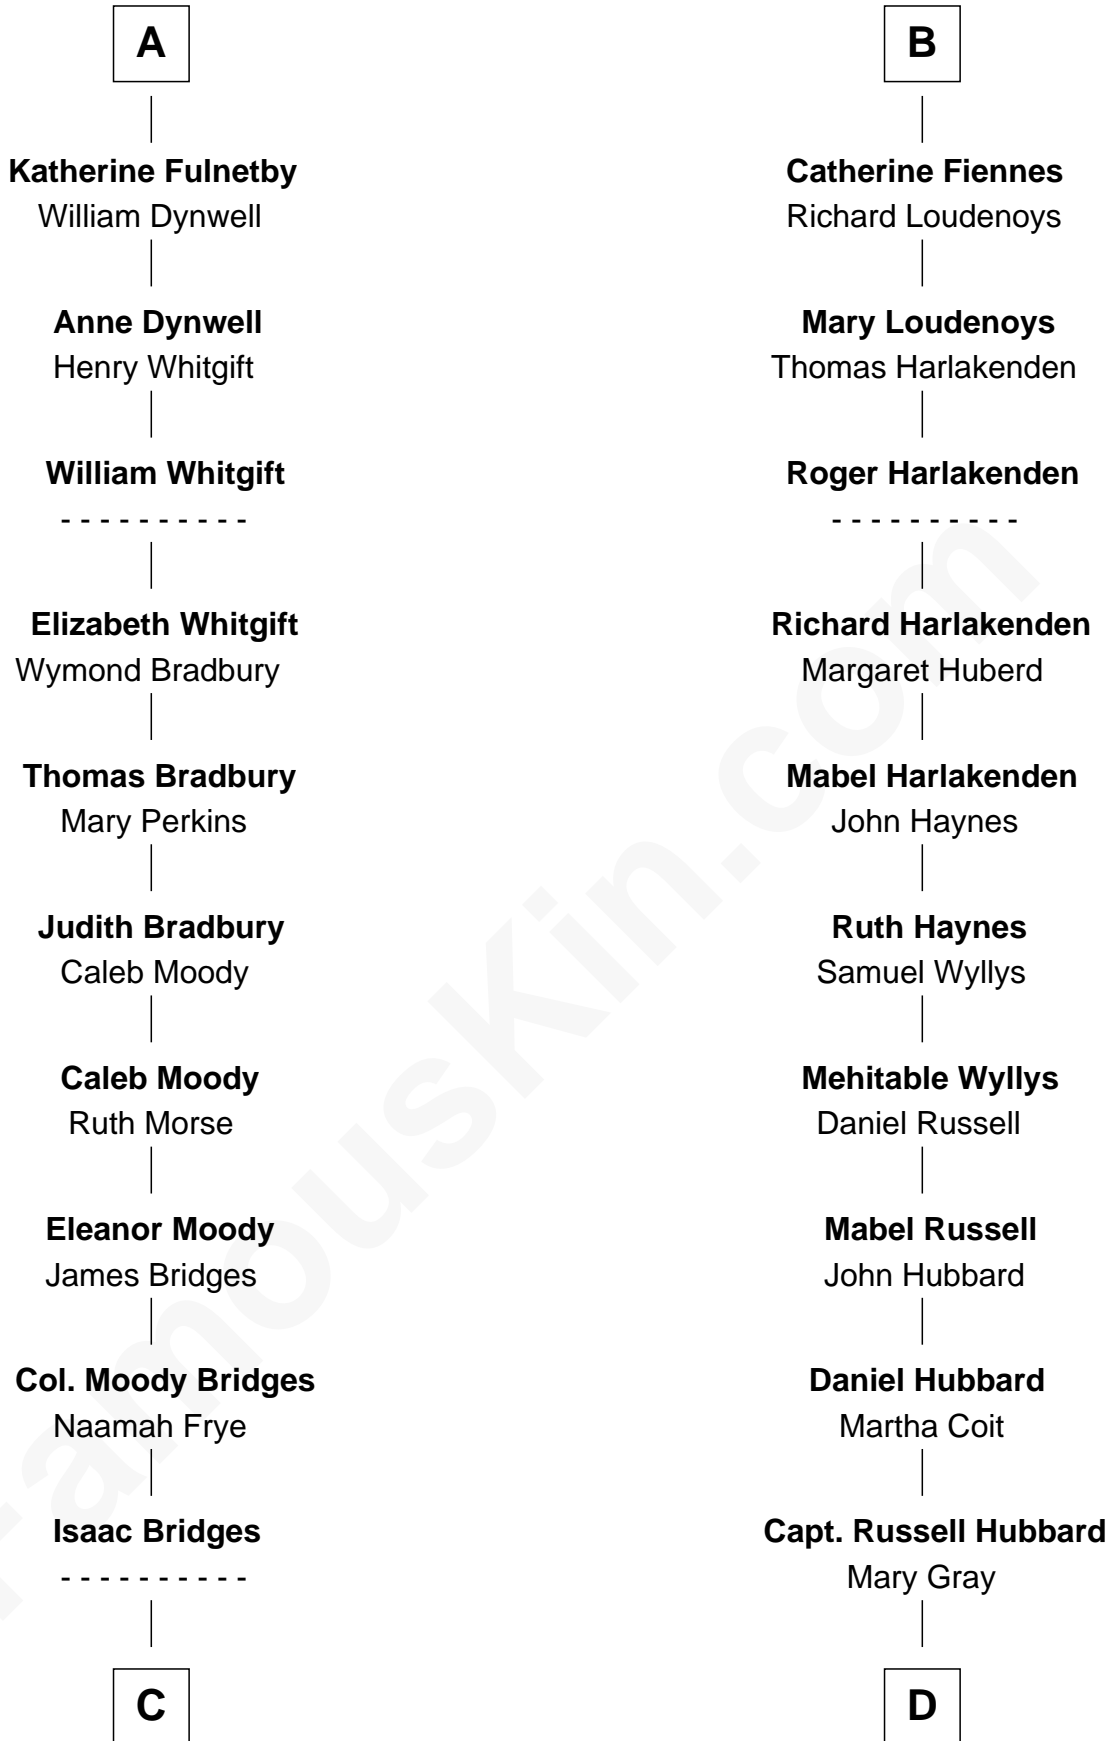 A
Katherine Fulnetby
William Dynwell
Anne Dynwell
Henry Whitgift
William Whitgift
- - - - - - - - - -
Elizabeth Whitgift
Wymond Bradbury
Thomas Bradbury
Mary Perkins
Judith Bradbury
Caleb Moody
Caleb Moody
Ruth Morse
Eleanor Moody
James Bridges
Col. Moody Bridges
Naamah Frye
Isaac Bridges
- - - - - - - - - -
C
B
Catherine Fiennes
Richard Loudenoys
Mary Loudenoys
Thomas Harlakenden
Roger Harlakenden
- - - - - - - - - -
Richard Harlakenden
Margaret Huberd
Mabel Harlakenden
John Haynes
Ruth Haynes
Samuel Wyllys
Mehitable Wyllys
Daniel Russell
Mabel Russell
John Hubbard
Daniel Hubbard
Martha Coit
Capt. Russell Hubbard
Mary Gray
D
FamousKin.com